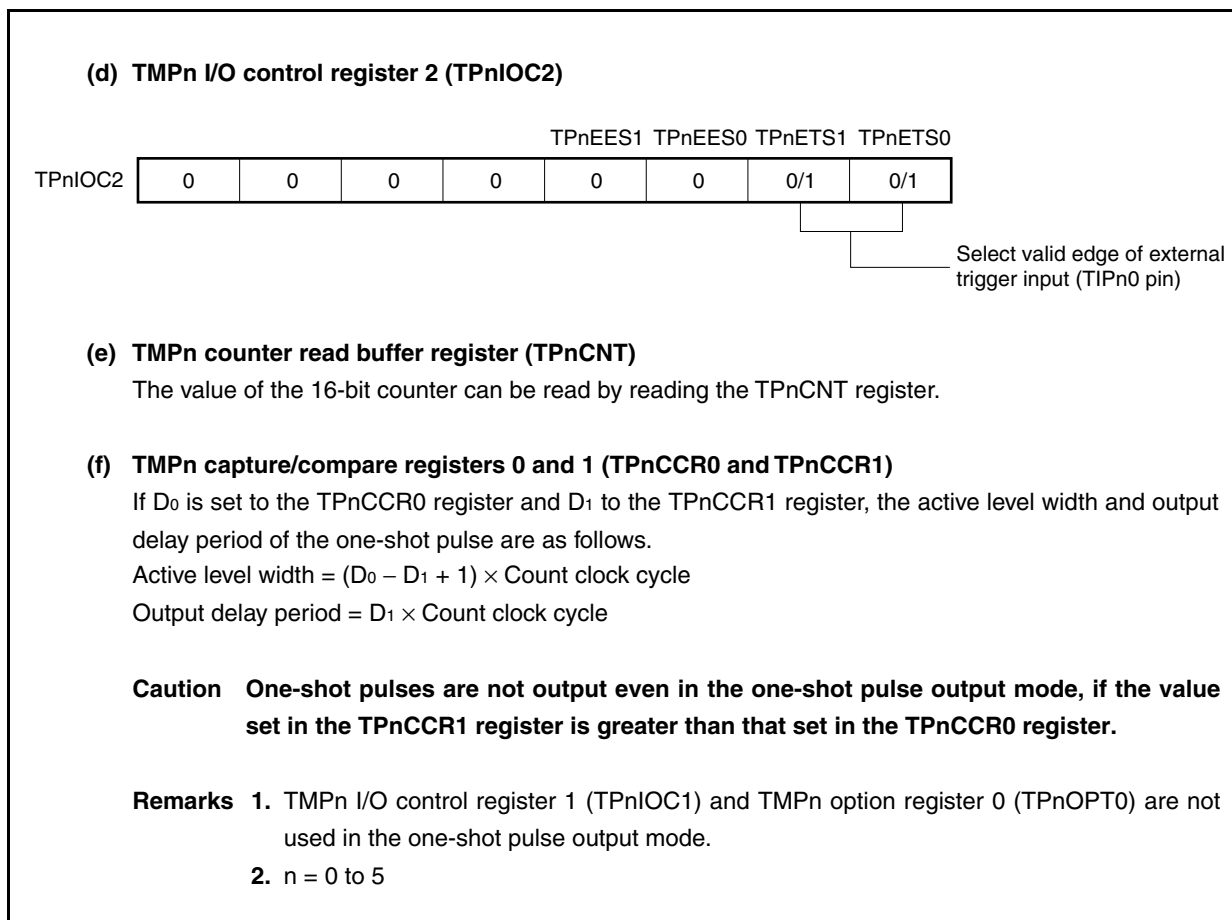 (d) TMPn I/O control register 2 (TPnIOC2)
TPnEES1 TPnEES0 TPnETS1 TPnETS0
TPnIOC2 0 0 0 0 0 0 0/1 0/1
Select valid edge of external
trigger input (TIPn0 pin)
(e) TMPn counter read buffer register (TPnCNT)
The value of the 16-bit counter can be read by reading the TPnCNT register.
(f) TMPn capture/compare registers 0 and 1 (TPnCCR0 and TPnCCR1)
If D0 is set to the TPnCCR0 register and D1 to the TPnCCR1 register, the active level width and output
delay period of the one-shot pulse are as follows.
Active level width = (D0 − D1 + 1) × Count clock cycle
Output delay period = D1 × Count clock cycle
Caution One-shot pulses are not output even in the one-shot pulse output mode, if the value
set in the TPnCCR1 register is greater than that set in the TPnCCR0 register.
Remarks 1. TMPn I/O control register 1 (TPnIOC1) and TMPn option register 0 (TPnOPT0) are not
used in the one-shot pulse output mode.
2. n = 0 to 5